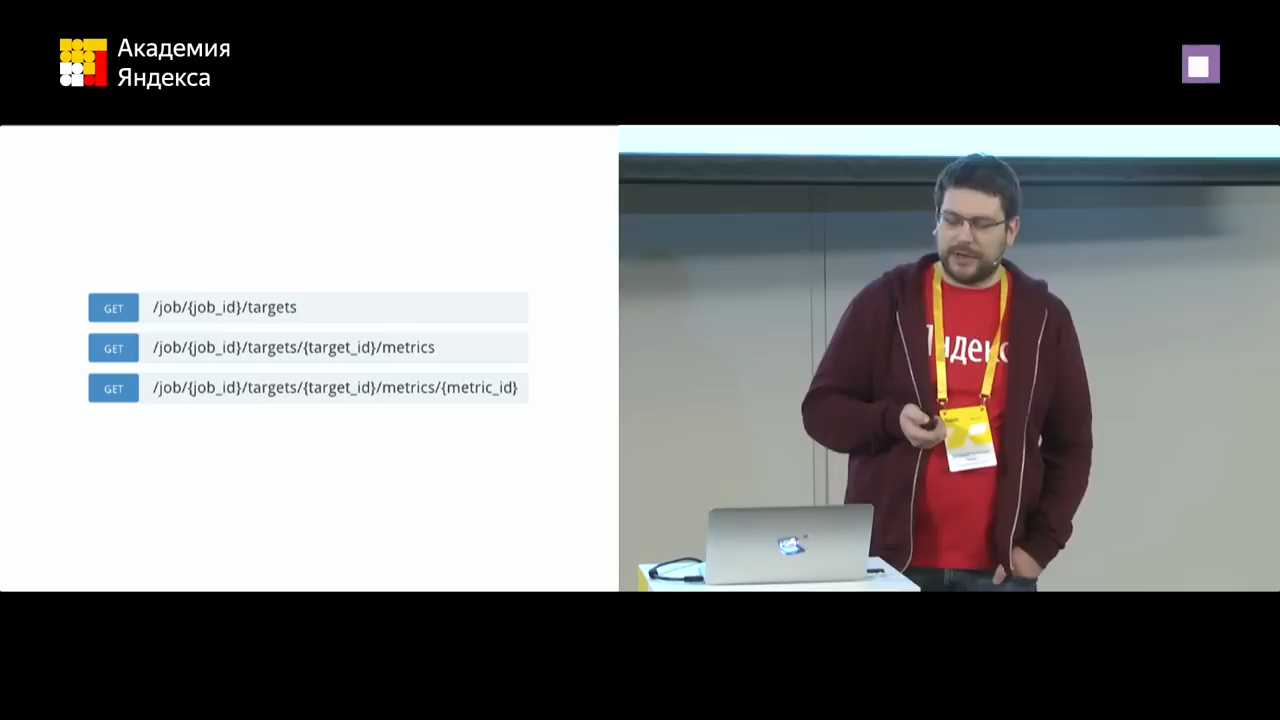 Академия
Яндекса
GET /job/{job_id}/targets
GET /job/{job_id}/targets/{target_id}/metrics
GET /job/{job_id}/targets/{target_id}/metrics/{metric_id}
Яндекс